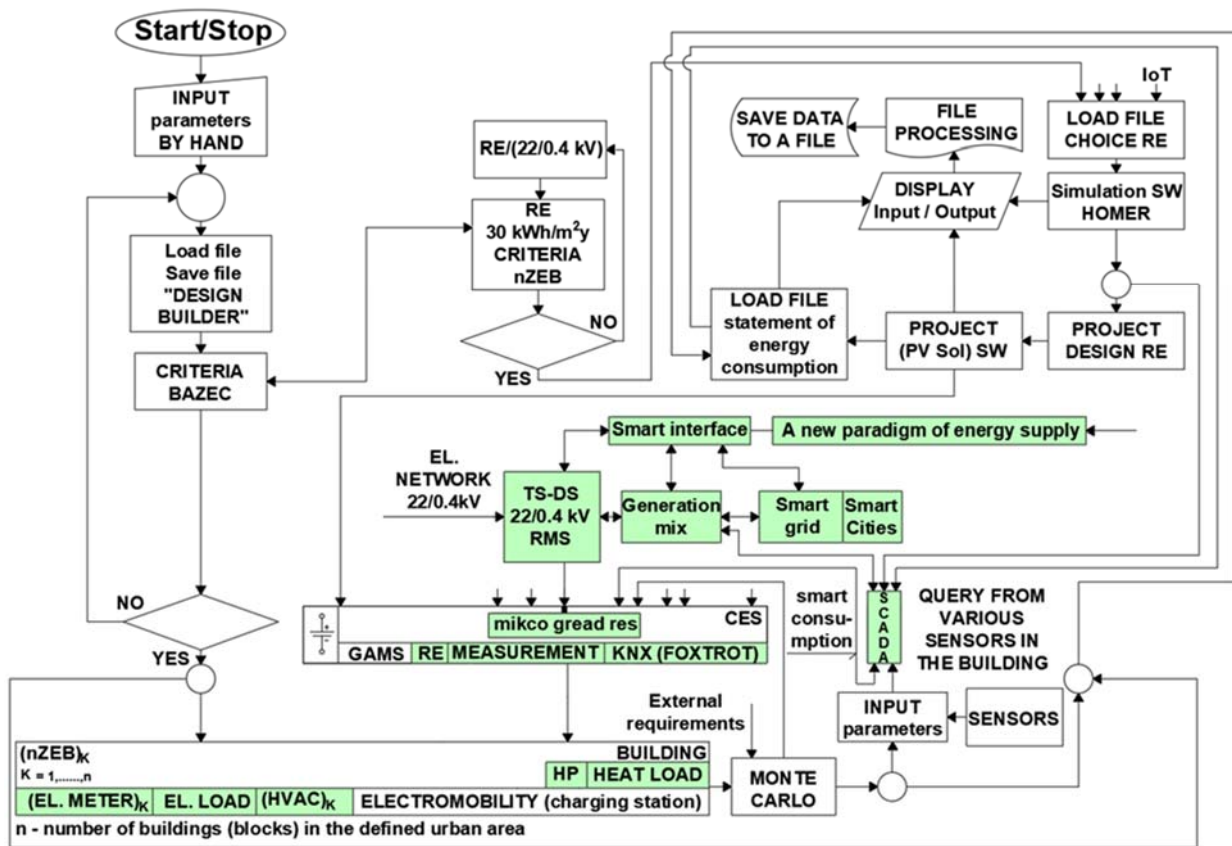 Start/Stop
INPUT
parameters
BY HAND
Load file
Save file
"DESIGN
BUILDER"
CRITERIA
BAZEC
NO
YES
RE/(22/0.4 kV)
RE
30 kWh/m²y
CRITERIA
nZEB
NO
YES
SAVE DATA
TO A FILE
FILE
PROCESSING
IoT
LOAD FILE
CHOICE RE
DISPLAY
Input / Output
Simulation SW
HOMER
LOAD FILE
statement of
energy
consumption
PROJECT
(PV Sol) SW
PROJECT
DESIGN RE
Smart interface
A new paradigm of energy supply
EL.
NETWORK
22/0.4kV
TS-DS
22/0.4 kV
RMS
Generation
mix
Smart
grid
Smart
Cities
mikco gread res
CES
GAMS
RE
MEASUREMENT
KNX (FOXTROT)
smart
consu-
mption
SCADA
QUERY FROM
VARIOUS
SENSORS IN
THE BUILDING
INPUT
parameters
SENSORS
External
requirements
MONTE
CARLO
(nZEB)K
K = 1,......,n
BUILDING
HP
HEAT LOAD
(EL. METER)K
EL. LOAD
(HVAC)K
ELECTROMOBILITY (charging station)
n - number of buildings (blocks) in the defined urban area